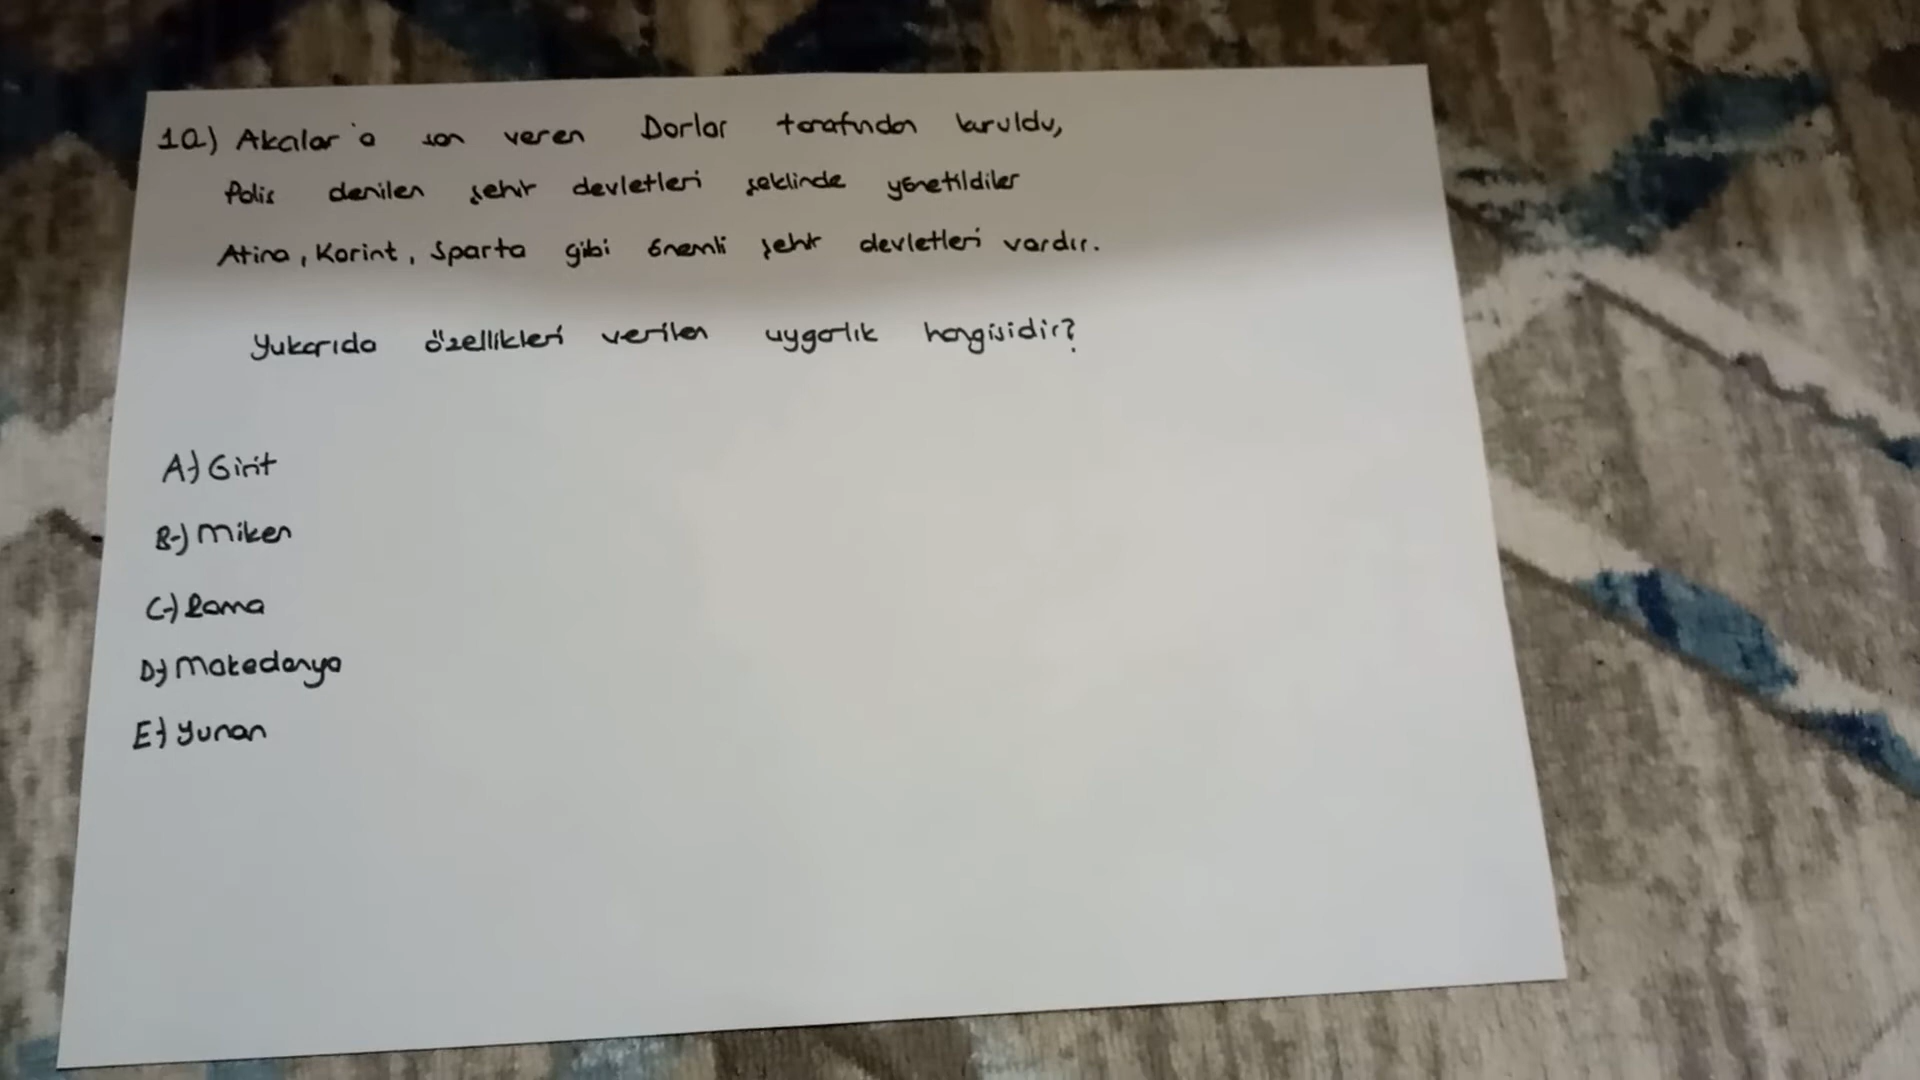 10) Akalar'a son veren Dorlar tarafından kuruldu,
Polis denilen şehir devletleri şeklinde yönetildiler
Atina, Korint, Sparta gibi önemli şehir devletleri vardır.
Yukarıda özellikleri verilen uygarlık hangisidir?
A-) Girit
B-) Miken
C-) Roma
D-) Makedonya
E-) Yunan